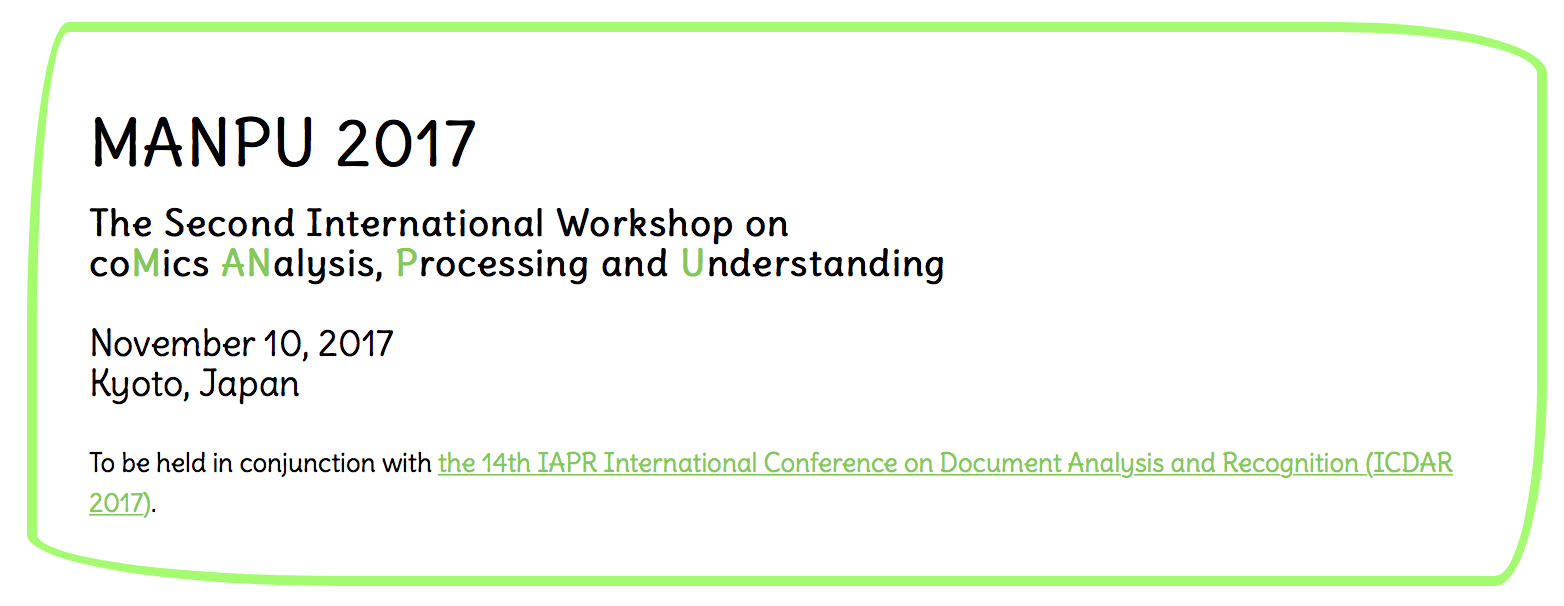 MANPU 2017
The Second International Workshop on
coMics ANalysis, Processing and Understanding
November 10, 2017
Kyoto, Japan
To be held in conjunction with the 14th IAPR International Conference on Document Analysis and Recognition (ICDAR
2017).